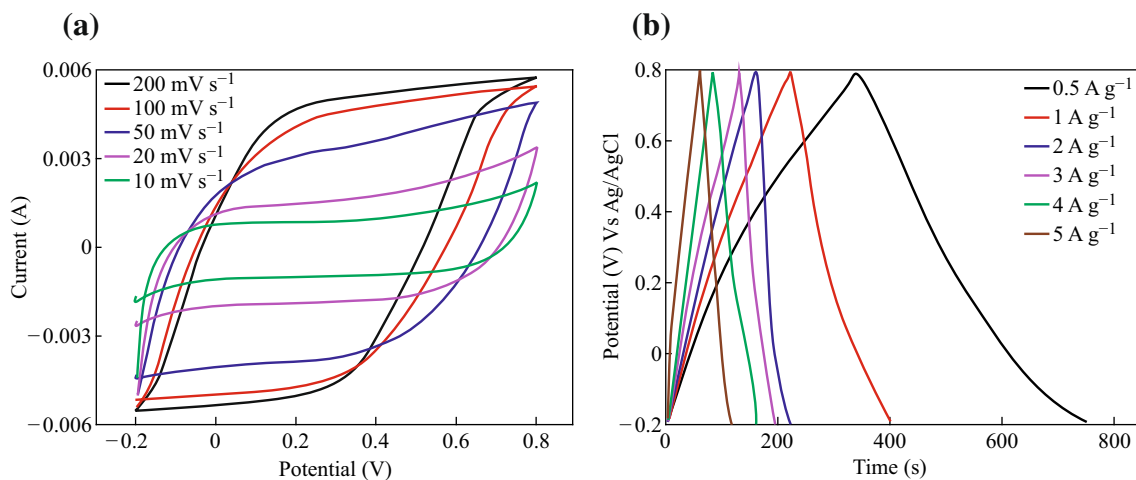 (a)
0.006
0.003
0
−0.003
−0.006
Current (A)
200 mV s⁻¹
100 mV s⁻¹
50 mV s⁻¹
20 mV s⁻¹
10 mV s⁻¹
−0.2
0
0.2
0.4
0.6
0.8
Potential (V)
(b)
0.8
0.6
0.4
0.2
0
−0.2
Potential (V) Vs Ag/AgCl
0.5 A g⁻¹
1 A g⁻¹
2 A g⁻¹
3 A g⁻¹
4 A g⁻¹
5 A g⁻¹
0
200
400
600
800
Time (s)